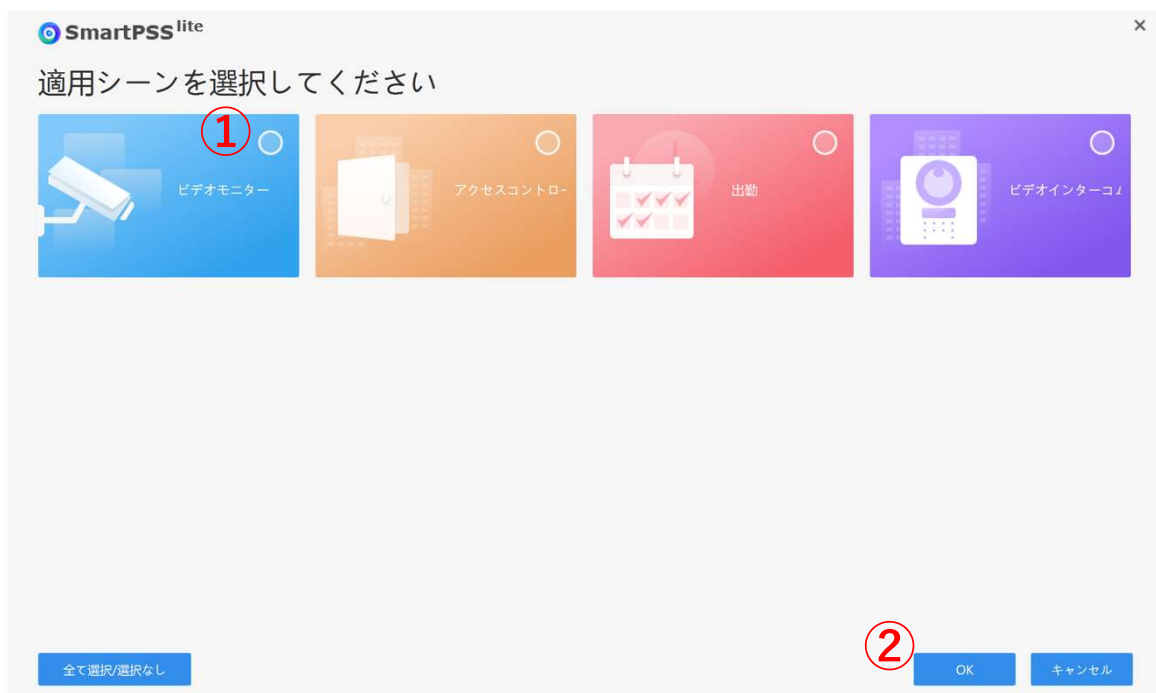 SmartPSS lite
×
適用シーンを選択してください
①
ビデオモニター
アクセスコントロ-
出勤
ビデオインターコム
全て選択/選択なし
②
OK
キャンセル